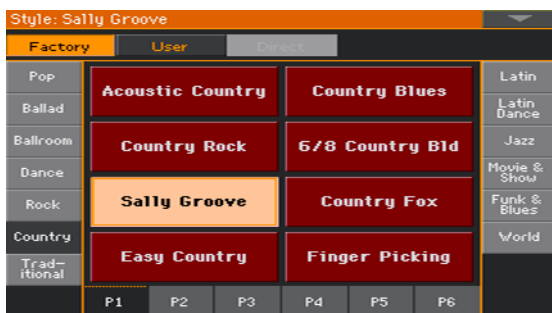 Style: Sally Groove
Factory
User
Direct
Pop
Ballad
Ballroom
Dance
Rock
Country
Trad-
itional
Acoustic Country
Country Blues
Country Rock
6/8 Country Bld
Sally Groove
Country Fox
Easy Country
Finger Picking
Latin
Latin
Dance
Jazz
Movie &
Show
Funk &
Blues
World
P1
P2
P3
P4
P5
P6